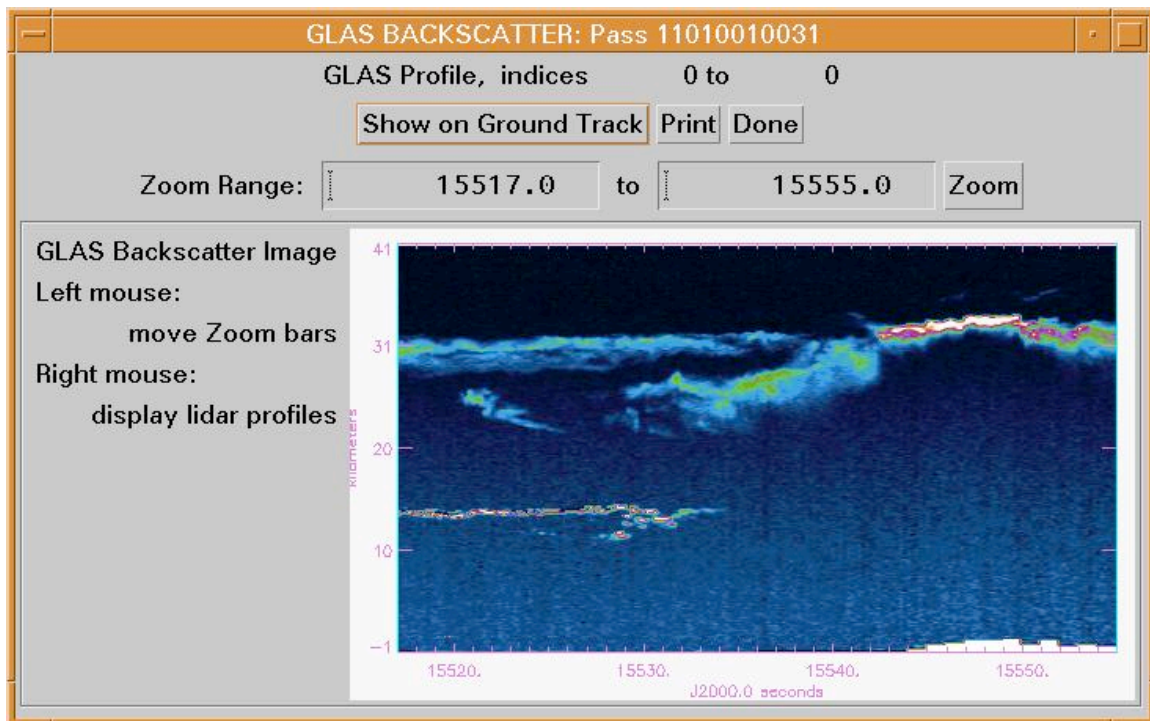 GLAS BACKSCATTER: Pass 11010010031
GLAS Profile, indices 0 to 0
Show on Ground Track Print Done
Zoom Range: 15517.0 to 15555.0 Zoom
GLAS Backscatter Image
Left mouse:
move Zoom bars
Right mouse:
display lidar profiles
41
31
Kilometers
20
10
-1
15520. 15530. 15540. 15550.
J2000.0 seconds